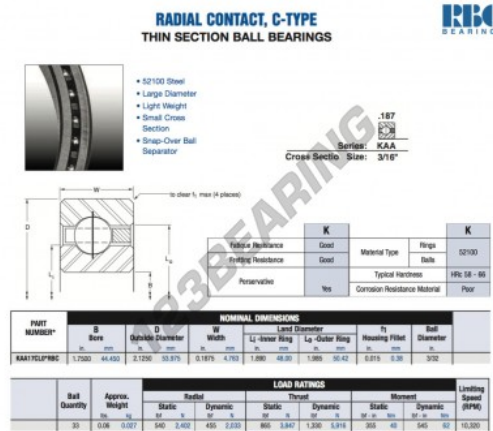 RADIAL CONTACT, C-TYPE
THIN SECTION BALL BEARINGS
RBC
BEARING
• 52100 Steel
• Large Diameter
• Light Weight
• Small Cross
Section
• Snap-Over Ball
Separator
.187
Series: KAA
Cross Sectio Size: 3/16"
123BEARING
W
to clear f₁ max (4 places)
D
B
K K
Fatigue Resistance Good Material Type Rings 52100
Fretting Resistance Good Balls
Perservative Yes Typical Hardness HRc 58 - 66
Corrosion Resistance Material Poor
NOMINAL DIMENSIONS
PART NUMBER* B Bore D Outside Diameter W Width Land Diameter f₁ Housing Fillet Ball Diameter
Lⱼ -Inner Ring Lₒ -Outer Ring
in. mm in. mm in. mm in. mm in. mm in. mm in.
KAA17CL0*RBC 1.7500 44.450 2.1250 53.975 0.1875 4.763 1.890 48.00 1.985 50.42 0.015 0.38 3/32
LOAD RATINGS
Ball Quantity Approx. Weight Radial Thrust Moment Limiting Speed (RPM)
Static Dynamic Static Dynamic Static Dynamic
lbs. kg lbf N lbf N lbf N lbf N lbf - in Nm lbf - in Nm
33 0.06 0.027 540 2,402 455 2,033 865 3,847 1,330 5,916 355 40 545 62 10,320